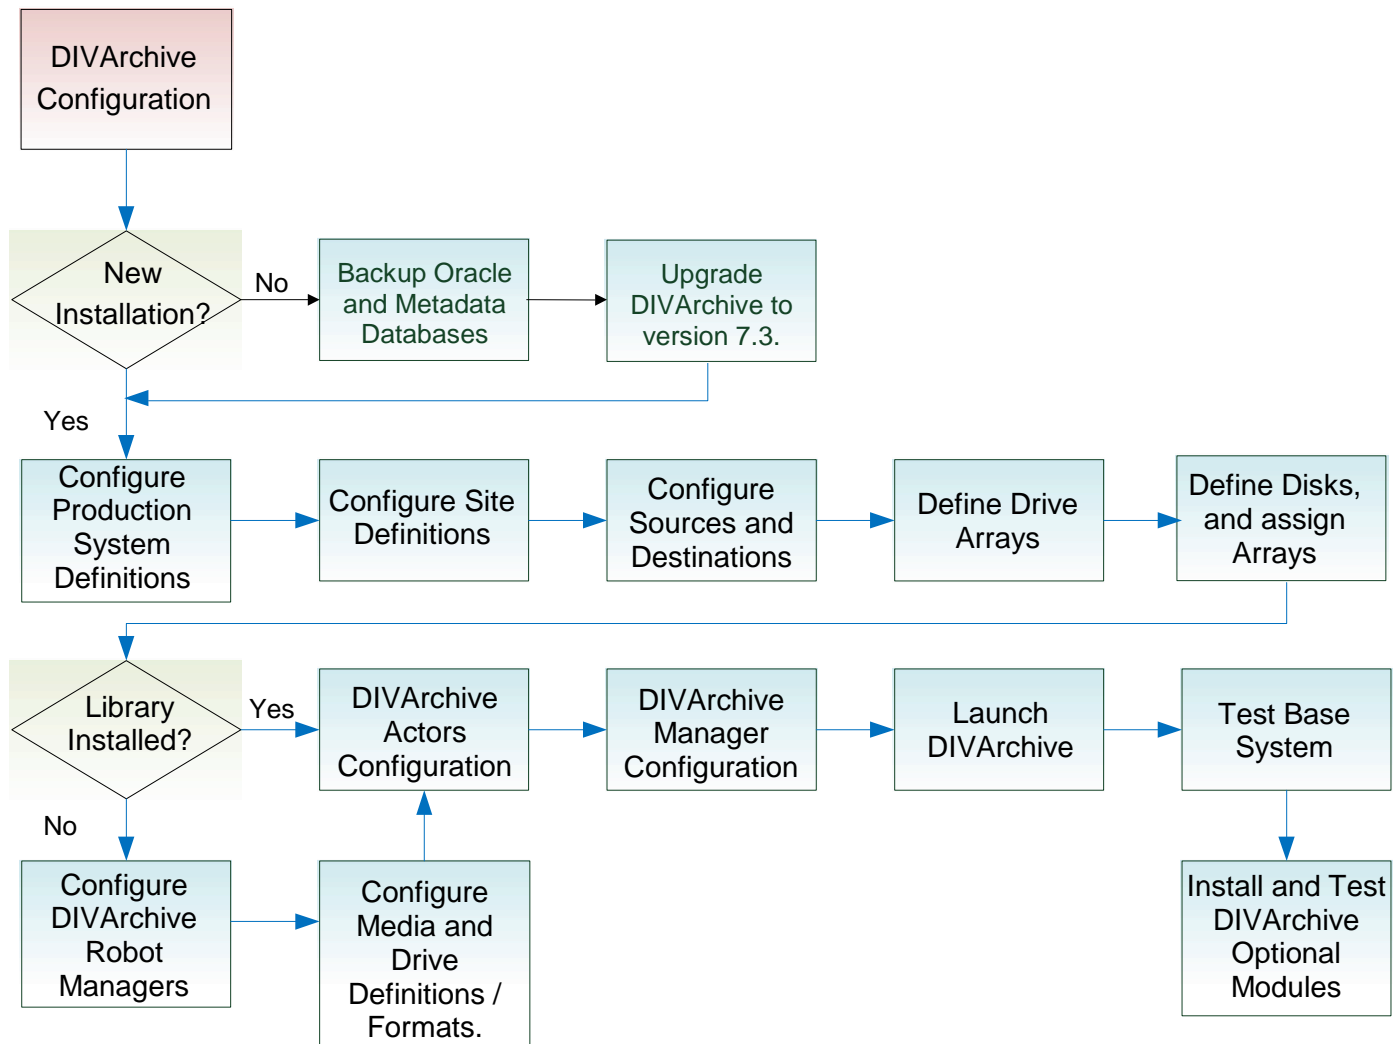 DIVArchive
Configuration
New
Installation?
No
Backup Oracle
and Metadata
Databases
Upgrade
DIVArchive to
version 7.3.
Yes
Configure
Production
System
Definitions
Configure Site
Definitions
Configure
Sources and
Destinations
Define Drive
Arrays
Define Disks,
and assign
Arrays
Library
Installed?
Yes
DIVArchive
Actors
Configuration
DIVArchive
Manager
Configuration
Launch
DIVArchive
Test Base
System
No
Configure
DIVArchive
Robot
Managers
Configure
Media and
Drive
Definitions /
Formats.
Install and Test
DIVArchive
Optional
Modules